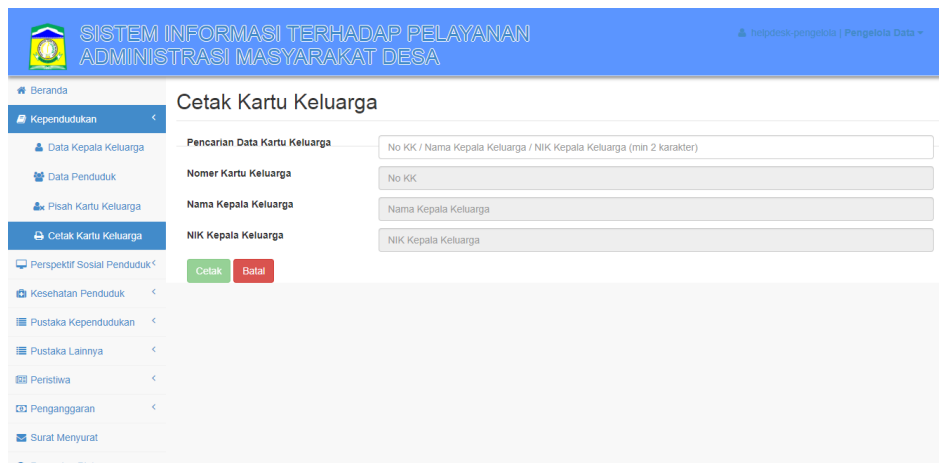 SISTEM INFORMASI TERHADAP PELAYANAN
ADMINISTRASI MASYARAKAT DESA
helpdesk-pengelola | Pengelola Data
Beranda
Kependudukan
Data Kepala Keluarga
Data Penduduk
Pisah Kartu Keluarga
Cetak Kartu Keluarga
Perspektif Sosial Penduduk
Kesehatan Penduduk
Pustaka Kependudukan
Pustaka Lainnya
Peristiwa
Penganggaran
Surat Menyurat
Cetak Kartu Keluarga
Pencarian Data Kartu Keluarga
No KK / Nama Kepala Keluarga / NIK Kepala Keluarga (min 2 karakter)
Nomer Kartu Keluarga
No KK
Nama Kepala Keluarga
Nama Kepala Keluarga
NIK Kepala Keluarga
NIK Kepala Keluarga
Cetak Batal